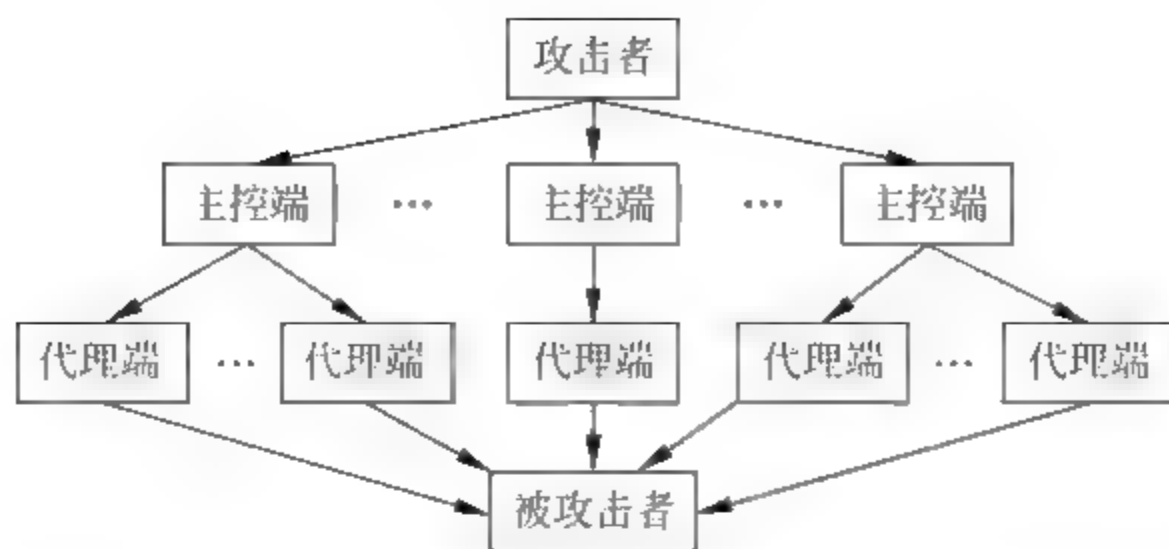 攻击者
主控端 … 主控端 … 主控端
代理端 … 代理端 代理端 代理端 … 代理端
被攻击者